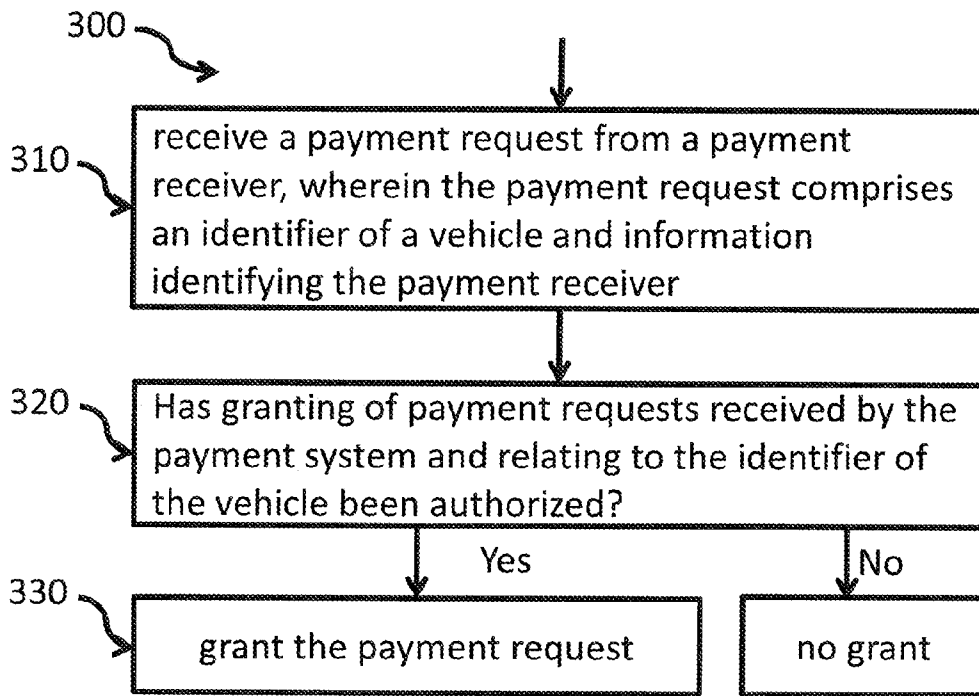 300
310
receive a payment request from a payment
receiver, wherein the payment request comprises
an identifier of a vehicle and information
identifying the payment receiver
320
Has granting of payment requests received by the
payment system and relating to the identifier of
the vehicle been authorized?
Yes
No
330
grant the payment request
no grant